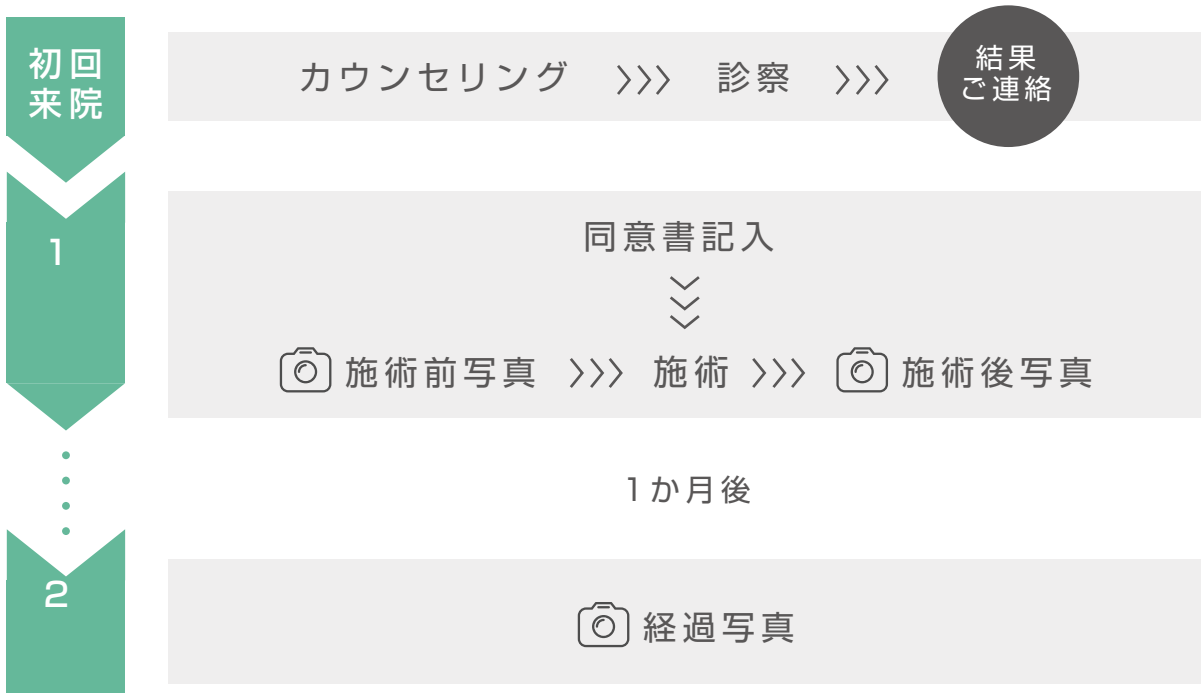 初回
来院
カウンセリング 〉〉〉 診察 〉〉〉
結果
ご連絡
1
同意書記入
施術前写真 〉〉〉 施術 〉〉〉 施術後写真
1か月後
2
経過写真